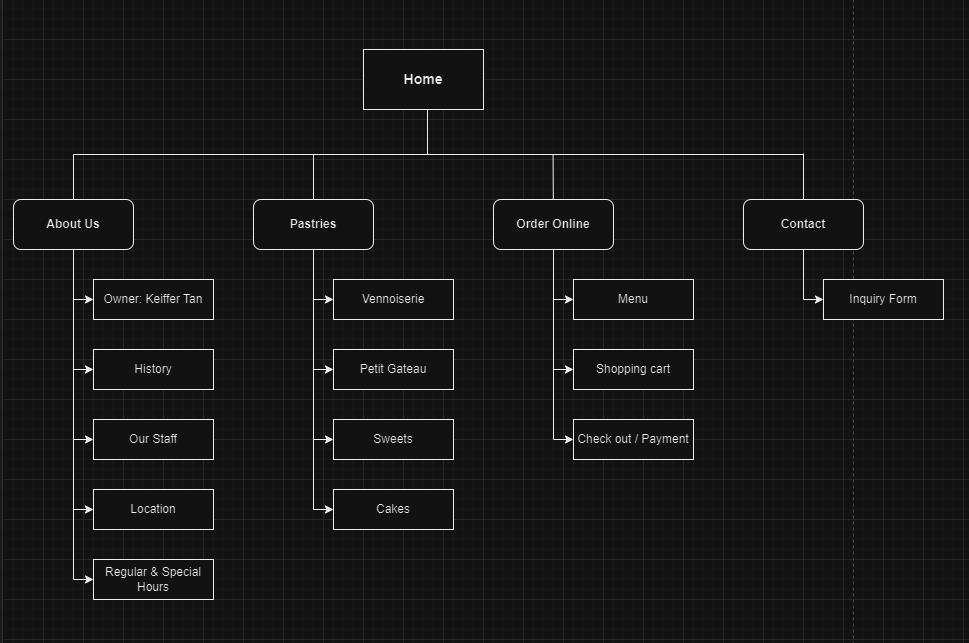 Home
About Us
Pastries
Order Online
Contact
Owner: Keiffer Tan
Vennoiserie
Menu
Inquiry Form
History
Petit Gateau
Shopping cart
Our Staff
Sweets
Check out / Payment
Location
Cakes
Regular & Special
Hours